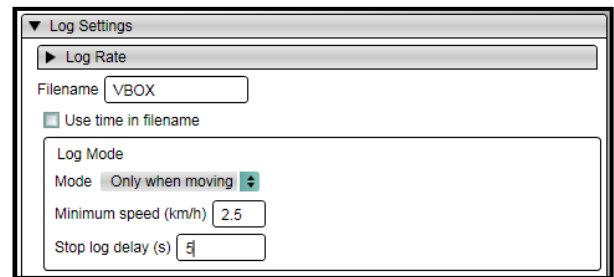 Log Settings
Log Rate
Filename VBOX
Use time in filename
Log Mode
Mode Only when moving
Minimum speed (km/h) 2.5
Stop log delay (s) 5